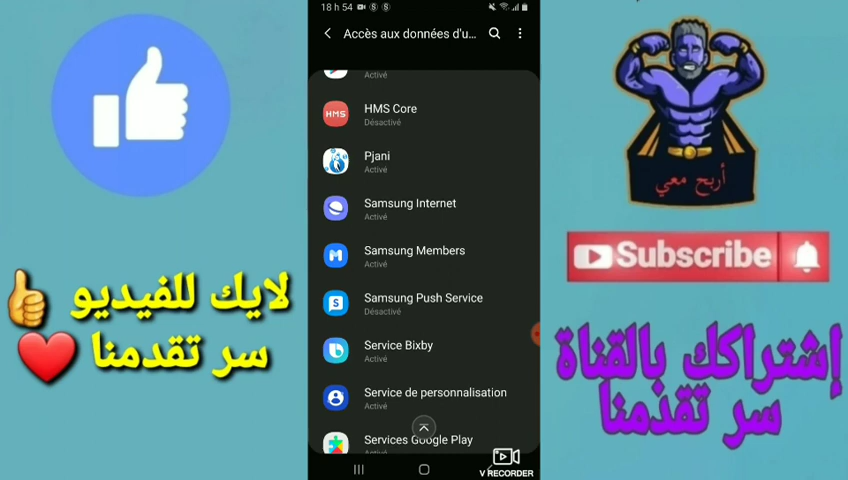 18 h 54
Accès aux données d'u...
Activé
HMS
HMS Core
Désactivé
Pjani
Activé
Samsung Internet
Activé
Samsung Members
Activé
Samsung Push Service
Désactivé
Service Bixby
Activé
Service de personnalisation
Activé
Services Google Play
V RECORDER
لايك للفيديو
سر تقدمنا
أربح معي
Subscribe
إشتراكك بالقناة
سر تقدمنا